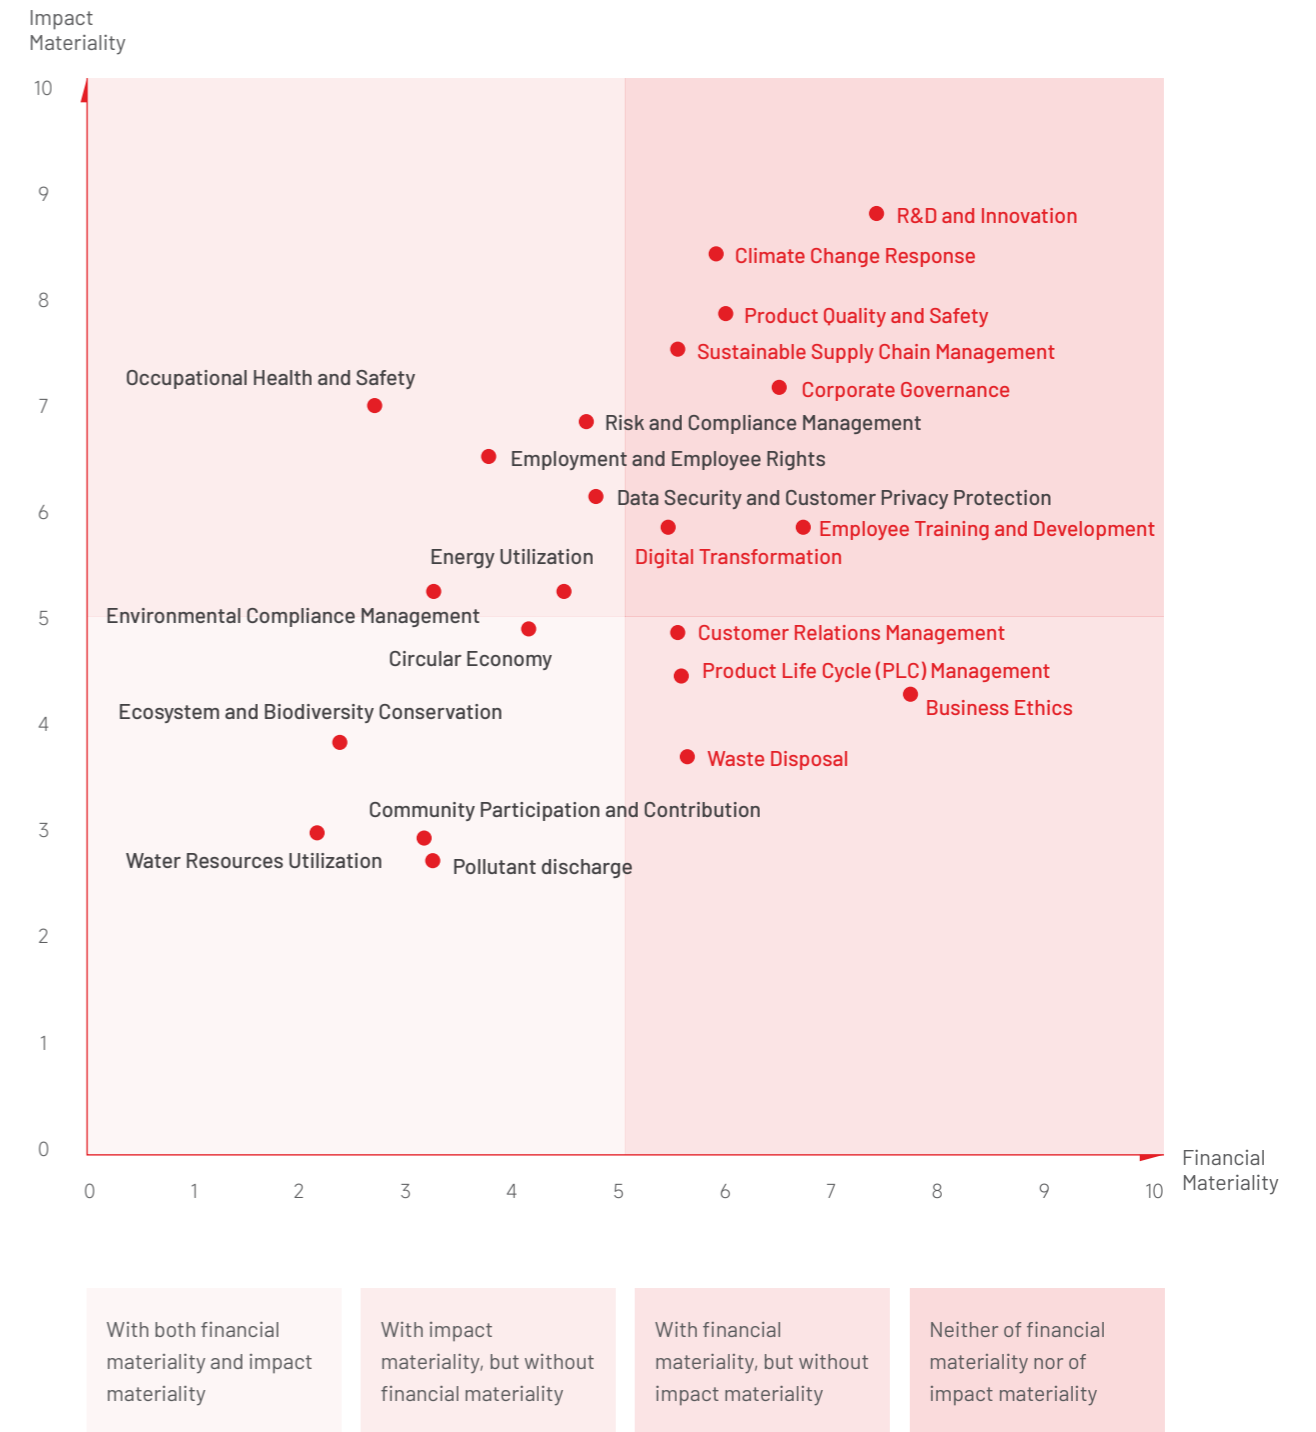 Impact
Materiality
10
9
8
7
6
5
4
3
2
1
0
R&D and Innovation
Climate Change Response
Product Quality and Safety
Sustainable Supply Chain Management
Occupational Health and Safety
Corporate Governance
Risk and Compliance Management
Employment and Employee Rights
Data Security and Customer Privacy Protection
Employee Training and Development
Energy Utilization
Digital Transformation
Environmental Compliance Management
Customer Relations Management
Circular Economy
Product Life Cycle (PLC) Management
Business Ethics
Ecosystem and Biodiversity Conservation
Waste Disposal
Community Participation and Contribution
Water Resources Utilization
Pollutant discharge
0 1 2 3 4 5 6 7 8 9 10
Financial
Materiality
With both financial
materiality and impact
materiality
With impact
materiality, but without
financial materiality
With financial
materiality, but without
impact materiality
Neither of financial
materiality nor of
impact materiality